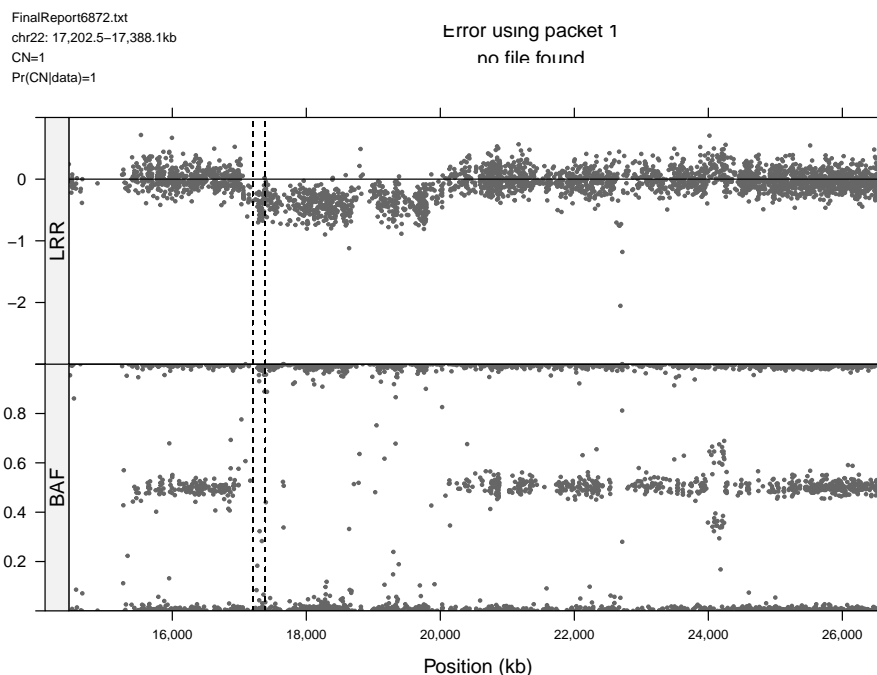 FinalReport6872.txt
chr22: 17,202.5−17,388.1kb
CN=1
Pr(CN|data)=1
Error using packet 1
no file found
LRR
0
−1
−2
BAF
0.8
0.6
0.4
0.2
16,000
18,000
20,000
22,000
24,000
26,000
Position (kb)